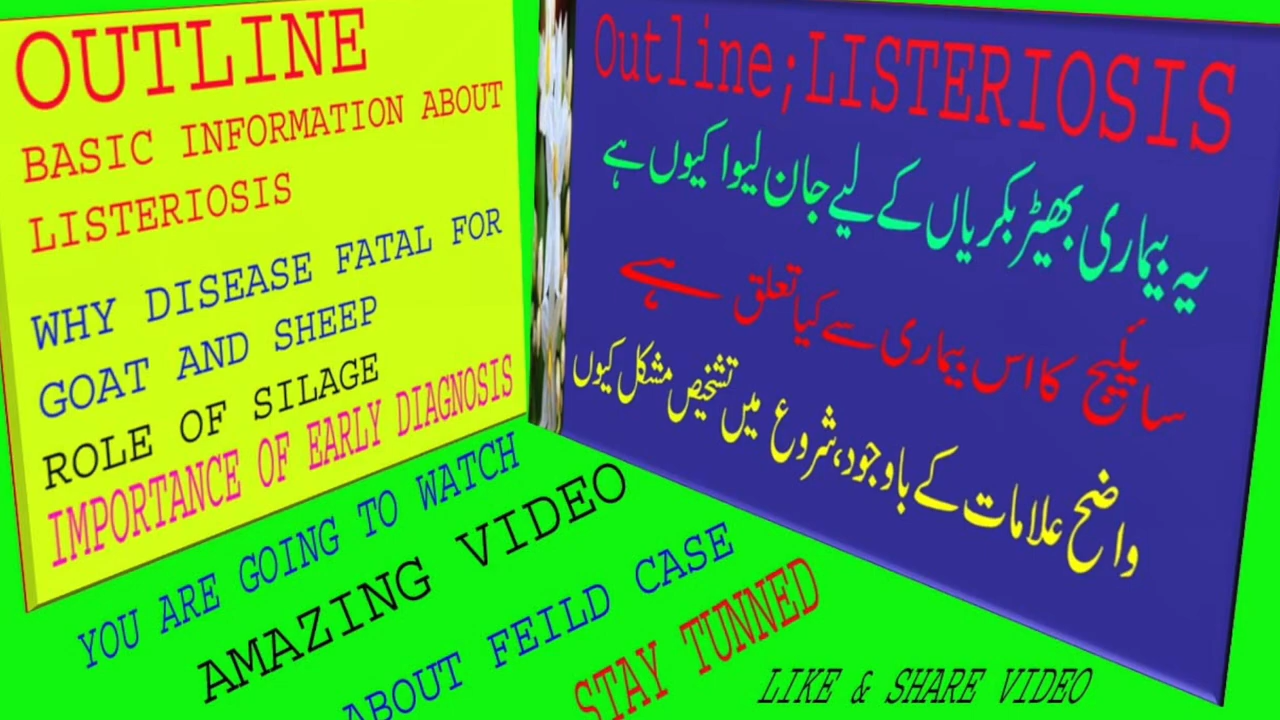 OUTLINE
BASIC INFORMATION ABOUT
LISTERIOSIS
WHY DISEASE FATAL FOR
GOAT AND SHEEP
ROLE OF SILAGE
IMPORTANCE OF EARLY DIAGNOSIS
Outline;LISTERIOSIS
یہ بیماری بھیڑبکریاں کے لیے جان لیوا کیوں ہے
سائیلیج کا اس بیماری سے کیا تعلق ہے
واضح علامات کے باوجود،شروع میں تشخیص مشکل کیوں
YOU ARE GOING TO WATCH
AMAZING VIDEO
ABOUT FEILD CASE
STAY TUNNED
LIKE & SHARE VIDEO